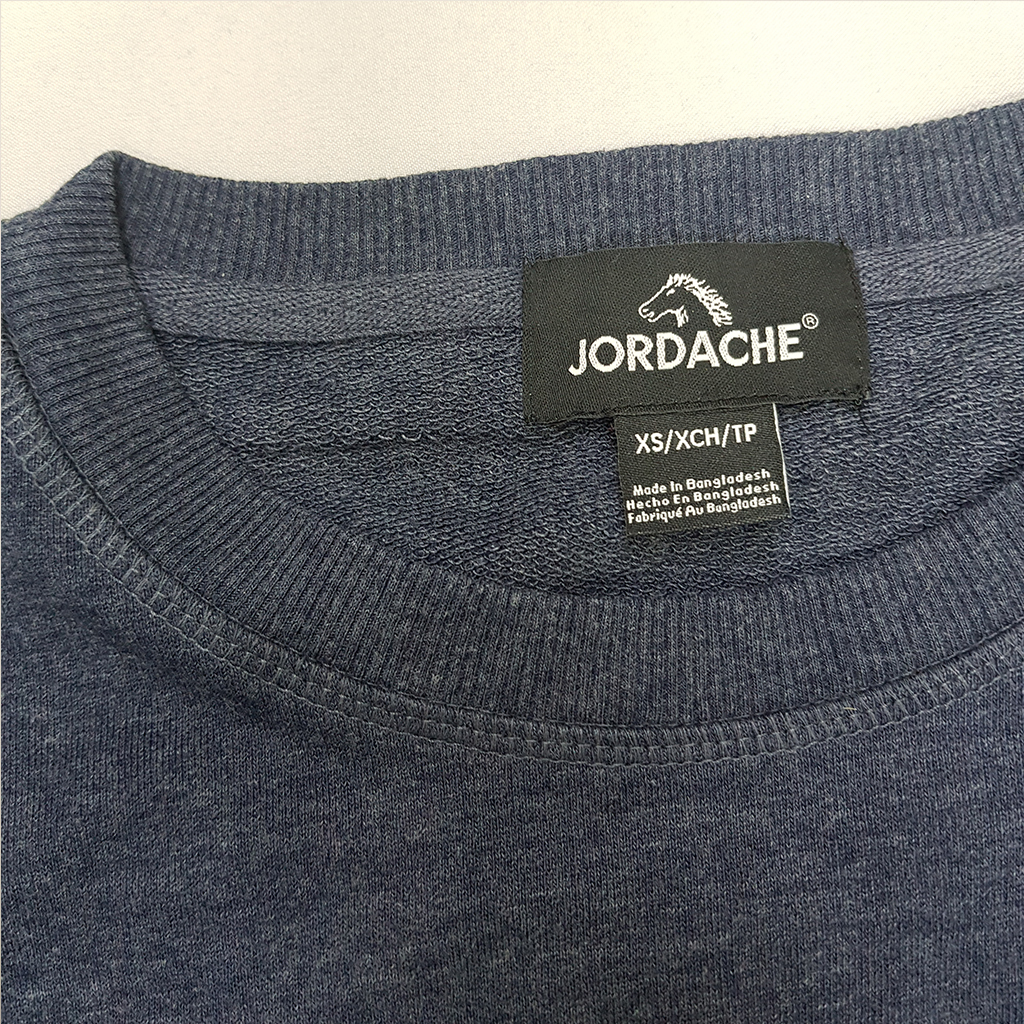 JORDACHE®
XS/XCH/TP
Made In Bangladesh
Hecho En Bangladesh
Fabriqué Au Bangladesh